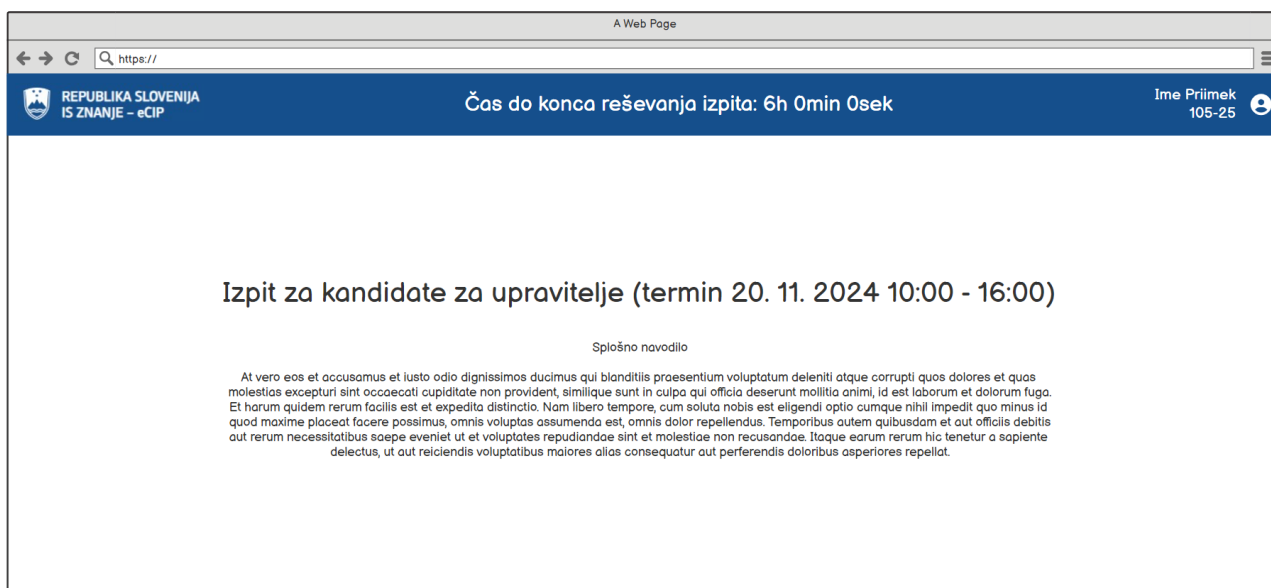 A Web Page
https://
REPUBLIKA SLOVENIJA
IS ZNANJE – eCIP
Čas do konca reševanja izpita: 6h 0min 0sek
Ime Priimek
105-25
Izpit za kandidate za upravitelje (termin 20. 11. 2024 10:00 - 16:00)
Splošno navodilo
At vero eos et accusamus et iusto odio dignissimos ducimus qui blanditiis praesentium voluptatum deleniti atque corrupti quos dolores et quas
molestias excepturi sint occaecati cupiditate non provident, similique sunt in culpa qui officia deserunt mollitia animi, id est laborum et dolorum fuga.
Et harum quidem rerum facilis est et expedita distinctio. Nam libero tempore, cum soluta nobis est eligendi optio cumque nihil impedit quo minus id
quod maxime placeat facere possimus, omnis voluptas assumenda est, omnis dolor repellendus. Temporibus autem quibusdam et aut officiis debitis
aut rerum necessitatibus saepe eveniet ut et voluptates repudiandae sint et molestiae non recusandae. Itaque earum rerum hic tenetur a sapiente
delectus, ut aut reiciendis voluptatibus maiores alias consequatur aut perferendis doloribus asperiores repellat.